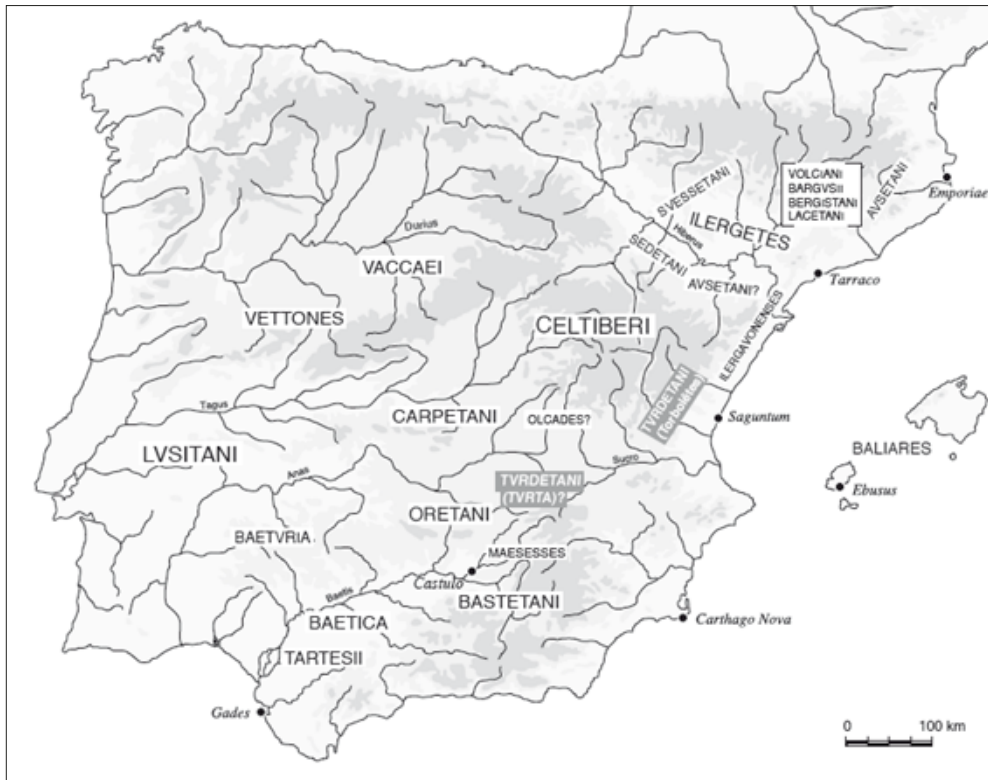 VOLCIANI
BARGVSII
BERGISTANI
LACETANI
AVSETANI
Emporiae
SVESSETANI
ILERGETES
Hiberus
Durius
VACCAEI
SEDETANI
AVSETANI?
Tarraco
VETTONES
CELTIBERI
ILERGAVONENSES
TVRDETANI
(Torboletas)
Tagus
CARPETANI
OLCADES?
Saguntum
BALIARES
LVSITANI
Anas
Sucro
Ebusus
TVRDETANI
(TVRTA)?
ORETANI
BAETVRIA
MAESESSES
Castulo
Baetis
BASTETANI
BAETICA
Carthago Nova
TARTESII
Gades
0 100 km